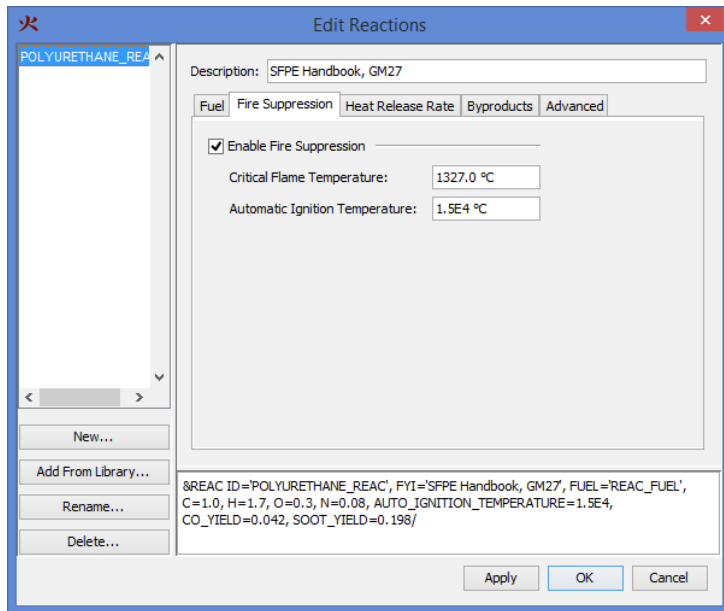 火
Edit Reactions
POLYURETHANE_REA
Description: SFPE Handbook, GM27
Fuel Fire Suppression Heat Release Rate Byproducts Advanced
Enable Fire Suppression
Critical Flame Temperature: 1327.0 °C
Automatic Ignition Temperature: 1.5E4 °C
New...
Add From Library...
Rename...
Delete...
&REAC ID='POLYURETHANE_REAC', FYI='SFPE Handbook, GM27', FUEL='REAC_FUEL',
C=1.0, H=1.7, O=0.3, N=0.08, AUTO_IGNITION_TEMPERATURE=1.5E4,
CO_YIELD=0.042, SOOT_YIELD=0.198/
Apply OK Cancel